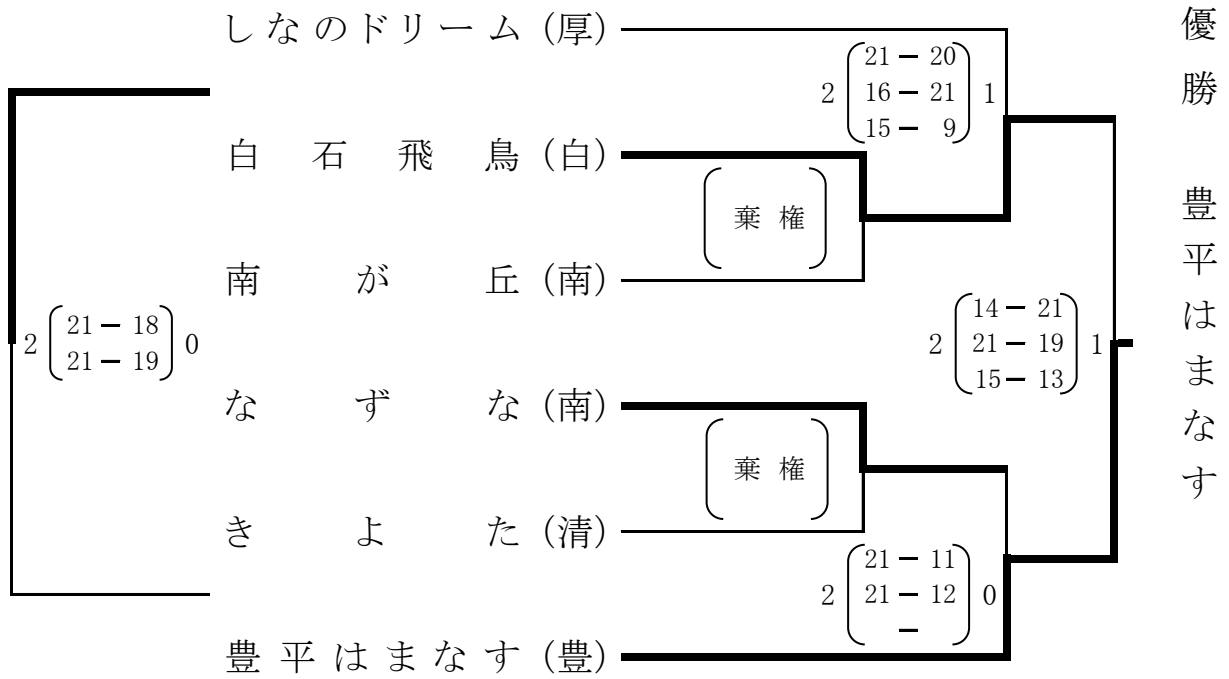 しなのドリーム(厚)
白石飛鳥(白)
南が丘(南)
なずな(南)
きよた(清)
豊平はまなす(豊)
2 21 - 18 0
21 - 19
21 - 20
2 16 - 21 1
15 - 9
棄権
14 - 21
2 21 - 19 1
15 - 13
棄権
21 - 11
2 21 - 12 0
-
優勝 豊平はまなす